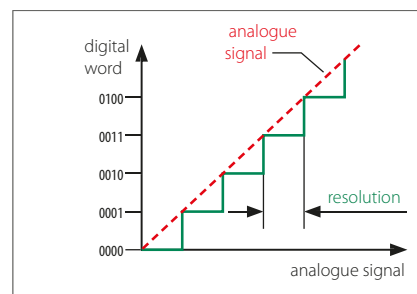 digital
word
analogue
signal
0100
0011
0010
0001
0000
resolution
analogue signal